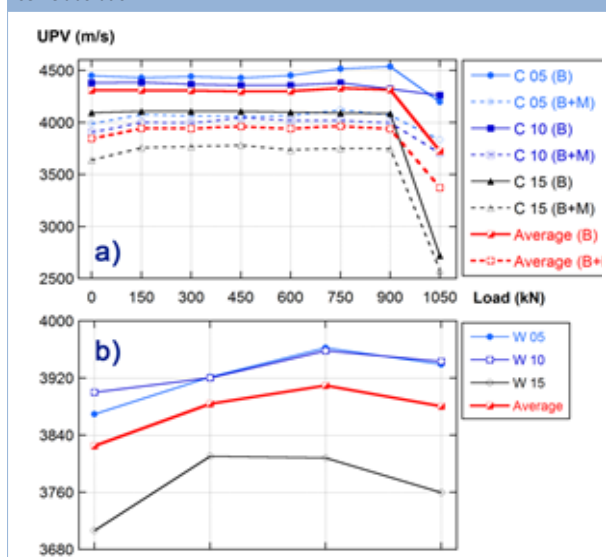 UPV (m/s)
4500
4000
3500
3000
2500
a)
0 150 300 450 600 750 900 1050
Load (kN)
C 05 (B)
C 05 (B+M)
C 10 (B)
C 10 (B+M)
C 15 (B)
C 15 (B+M)
Average (B)
Average (B+
4000
3920
3840
3760
3680
b)
W 05
W 10
W 15
Average